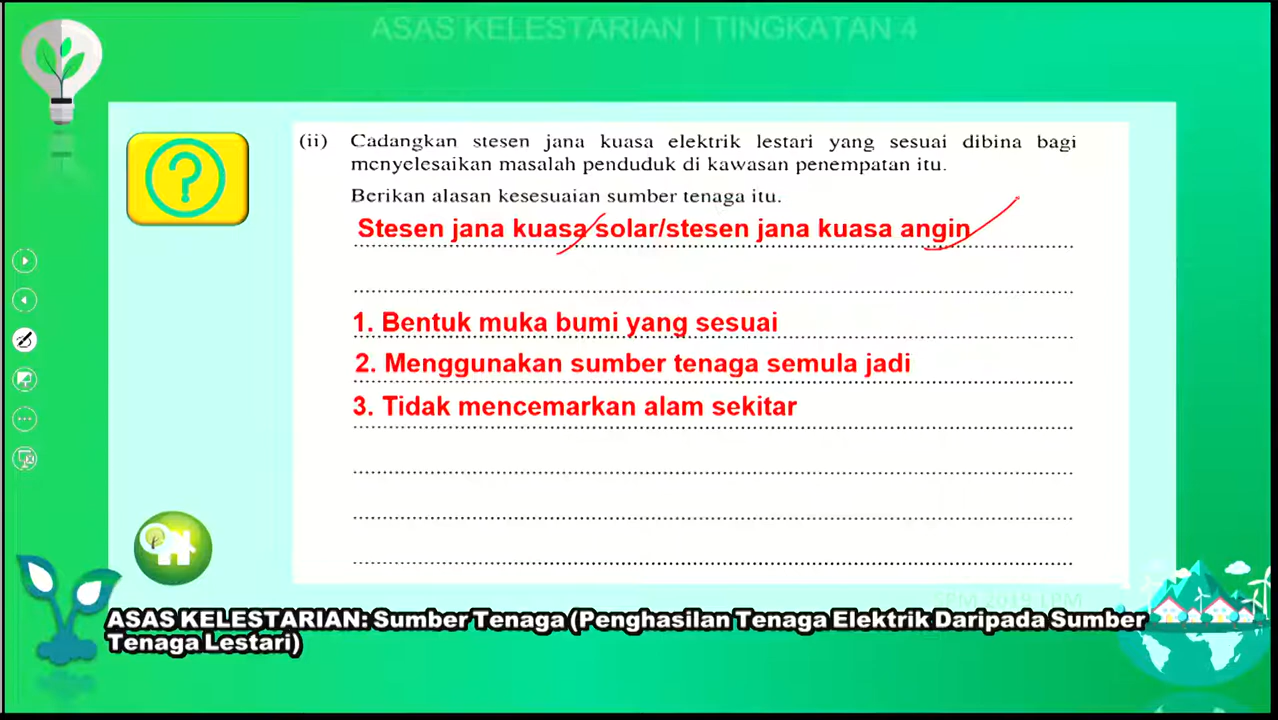 ASAS KELESTARIAN | TINGKATAN 4
(ii) Cadangkan stesen jana kuasa elektrik lestari yang sesuai dibina bagi
menyelesaikan masalah penduduk di kawasan penempatan itu.
Berikan alasan kesesuaian sumber tenaga itu.
Stesen jana kuasa solar/stesen jana kuasa angin
1. Bentuk muka bumi yang sesuai
2. Menggunakan sumber tenaga semula jadi
3. Tidak mencemarkan alam sekitar
SPM 2019 | PM
ASAS KELESTARIAN: Sumber Tenaga (Penghasilan Tenaga Elektrik Daripada Sumber
Tenaga Lestari)